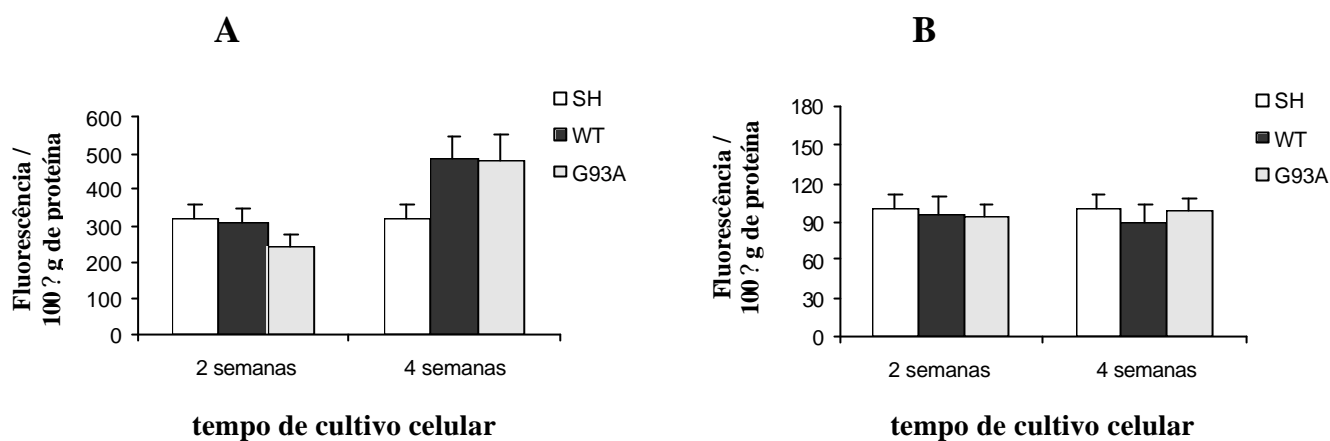 A
Fluorescência /
100 ? g de proteína
600
500
400
300
200
100
0
2 semanas
4 semanas
tempo de cultivo celular
SH
WT
G93A
B
Fluorescência /
100 ? g de proteína
180
150
120
90
60
30
0
2 semanas
4 semanas
tempo de cultivo celular
SH
WT
G93A